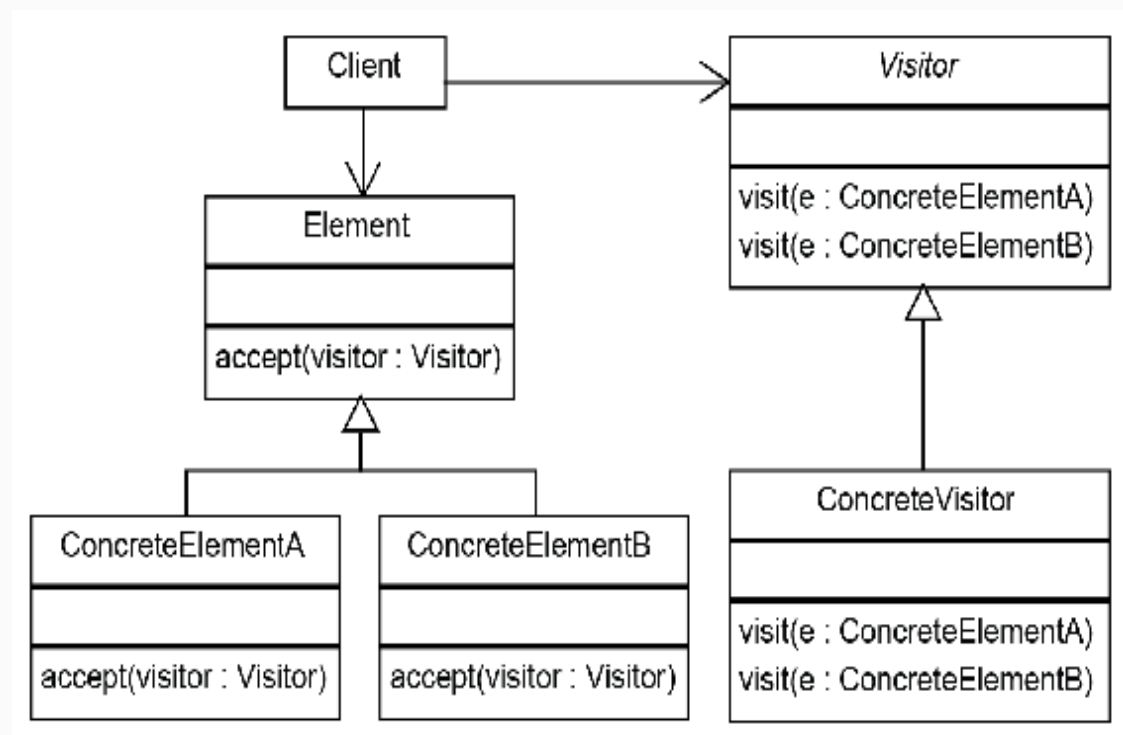 Client
Visitor
visit(e : ConcreteElementA)
visit(e : ConcreteElementB)
Element
accept(visitor : Visitor)
ConcreteElementA
accept(visitor : Visitor)
ConcreteElementB
accept(visitor : Visitor)
ConcreteVisitor
visit(e : ConcreteElementA)
visit(e : ConcreteElementB)